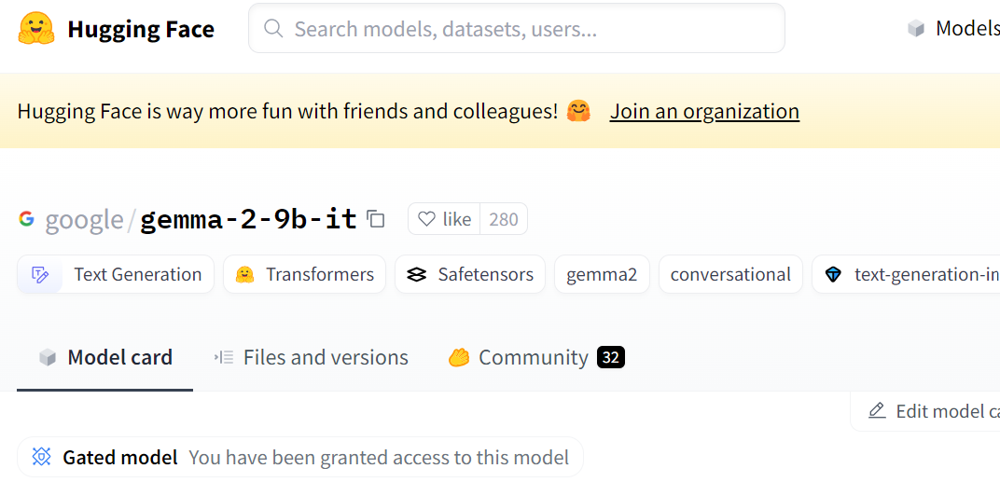 Hugging Face Search models, datasets, users... Models
Hugging Face is way more fun with friends and colleagues! 🤗 Join an organization
google/gemma-2-9b-it like 280
Text Generation Transformers Safetensors gemma2 conversational text-generation-in
Model card Files and versions Community 32
Edit model ca
Gated model You have been granted access to this model